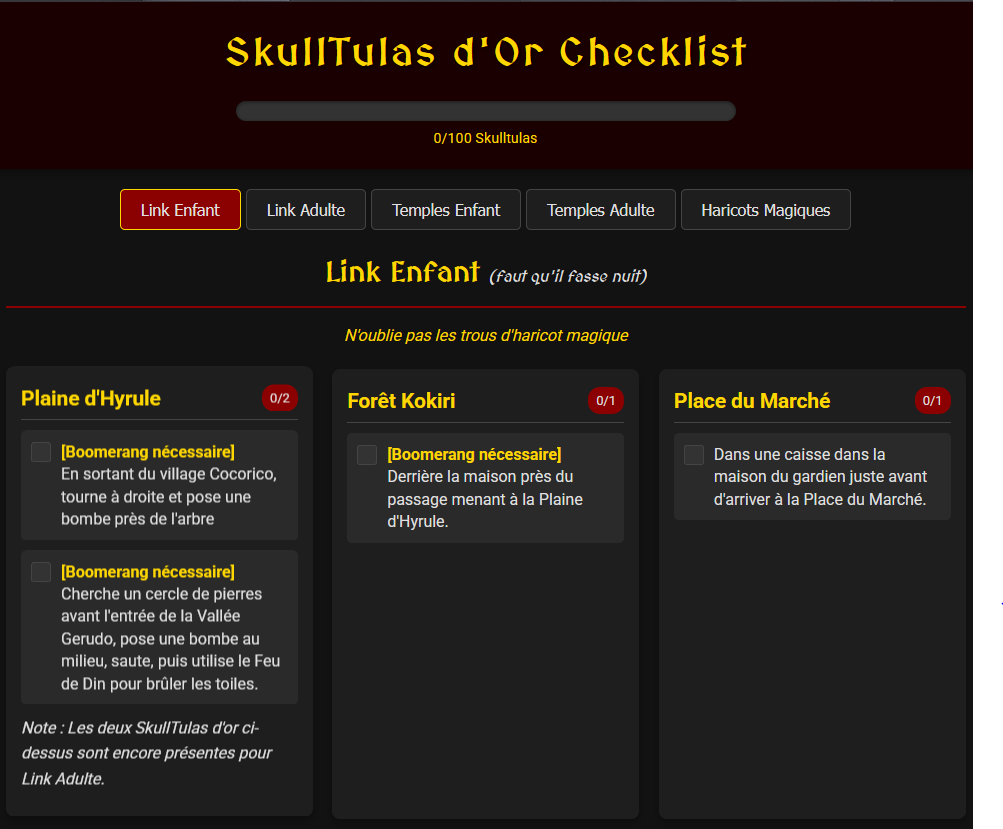 SkullTulas d'Or Checklist
0/100 Skulltulas
Link Enfant
Link Adulte
Temples Enfant
Temples Adulte
Haricots Magiques
Link Enfant (faut qu'il fasse nuit)
N'oublie pas les trous d'haricot magique
Plaine d'Hyrule
0/2
[Boomerang nécessaire]
En sortant du village Cocorico,
tourne à droite et pose une
bombe près de l'arbre
[Boomerang nécessaire]
Cherche un cercle de pierres
avant l'entrée de la Vallée
Gerudo, pose une bombe au
milieu, saute, puis utilise le Feu
de Din pour brûler les toiles.
Note : Les deux SkullTulas d'or ci-
dessus sont encore présentes pour
Link Adulte.
Forêt Kokiri
0/1
[Boomerang nécessaire]
Derrière la maison près du
passage menant à la Plaine
d'Hyrule.
Place du Marché
0/1
Dans une caisse dans la
maison du gardien juste avant
d'arriver à la Place du Marché.